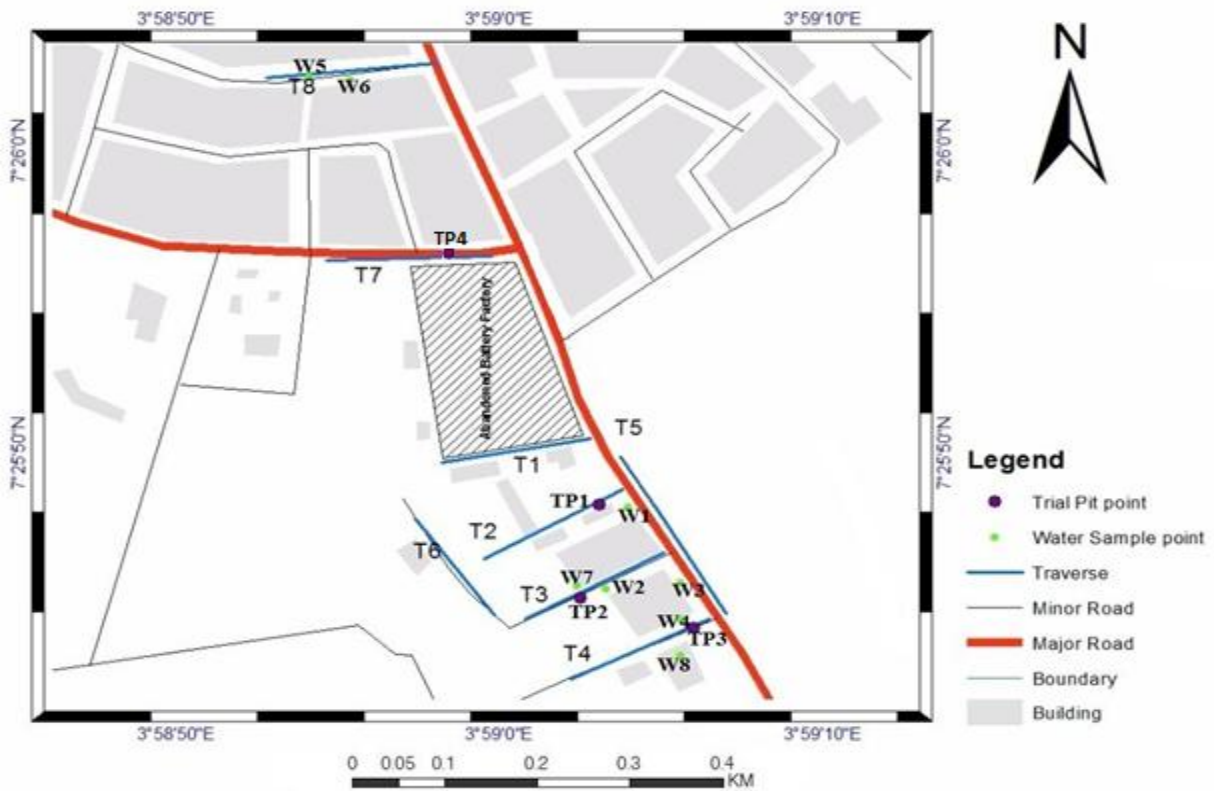 3°58'50"E 3°59'0"E 3°59'10"E
N
W5
T8 W6
7°26'0"N 7°26'0"N
TP4
T7
Abandened Battery Factory
7°25'50"N 7°25'50"N
T5
T1
TP1
W1
T2
T6
W7
W2 W3
T3
TP2
W4
TP3
T4
W8
Legend
Trial Pit point
Water Sample point
Traverse
Minor Road
Major Road
Boundary
Building
3°58'50"E 3°59'0"E 3°59'10"E
0 0.05 0.1 0.2 0.3 0.4
KM